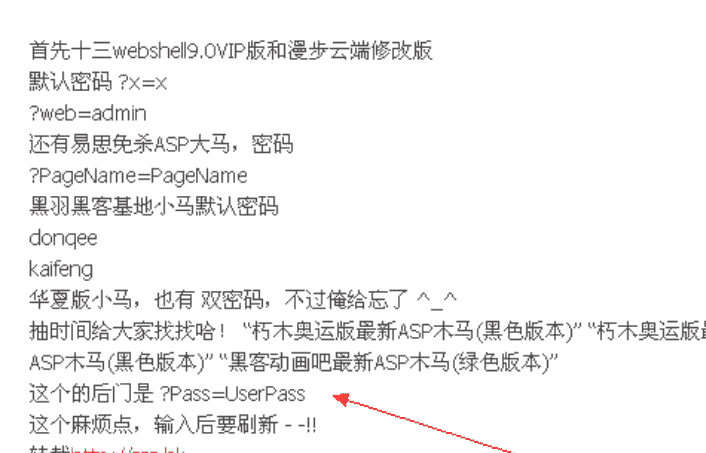 首先十三webshell9.0VIP版和漫步云端修改版
默认密码 ?x=x
?web=admin
还有易思免杀ASP大马，密码
?PageName=PageName
黑羽黑客基地小马默认密码
donqee
kaifeng
华夏版小马，也有 双密码，不过俺给忘了 ^_^
抽时间给大家找找哈！ “朽木奥运版最新ASP木马(黑色版本)” “朽木奥运版
ASP木马(黑色版本)” “黑客动画吧最新ASP木马(绿色版本)”
这个的后门是 ?Pass=UserPass
这个麻烦点，输入后要刷新 - -!!